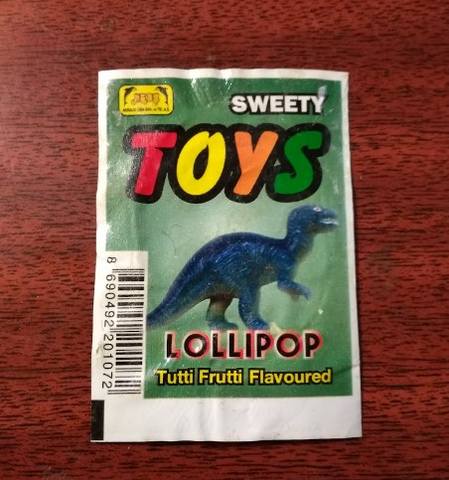 SWEETY
TOYS
LOLLIPOP
Tutti Frutti Flavoured
8 690492 201072